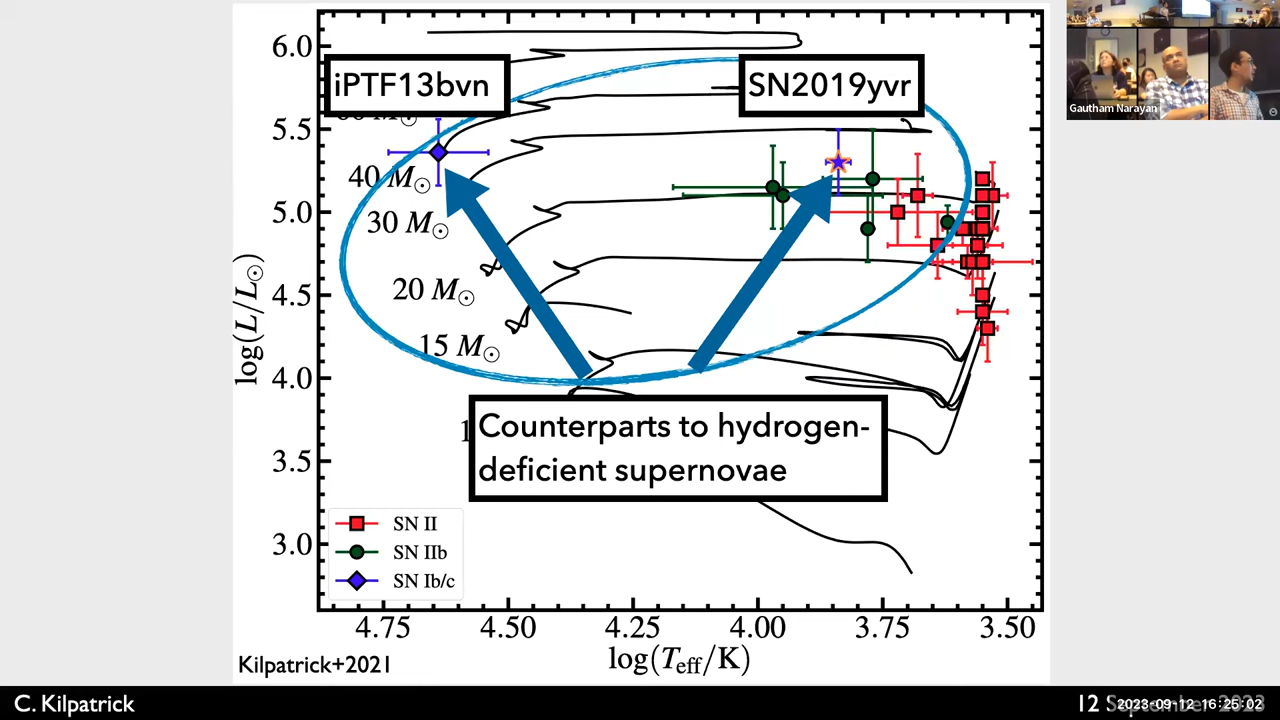 6.0
iPTF13bvn
SN2019yvr
5.5
40 M☉
30 M☉
5.0
20 M☉
4.5
15 M☉
4.0
log(L/L☉)
Counterparts to hydrogen-
deficient supernovae
3.5
3.0
SN II
SN IIb
SN Ib/c
4.75 4.50 4.25 4.00 3.75 3.50
log(Teff/K)
Kilpatrick+2021
C. Kilpatrick
12 September 2023
2023-09-12 16:25:02
Gautham Narayan